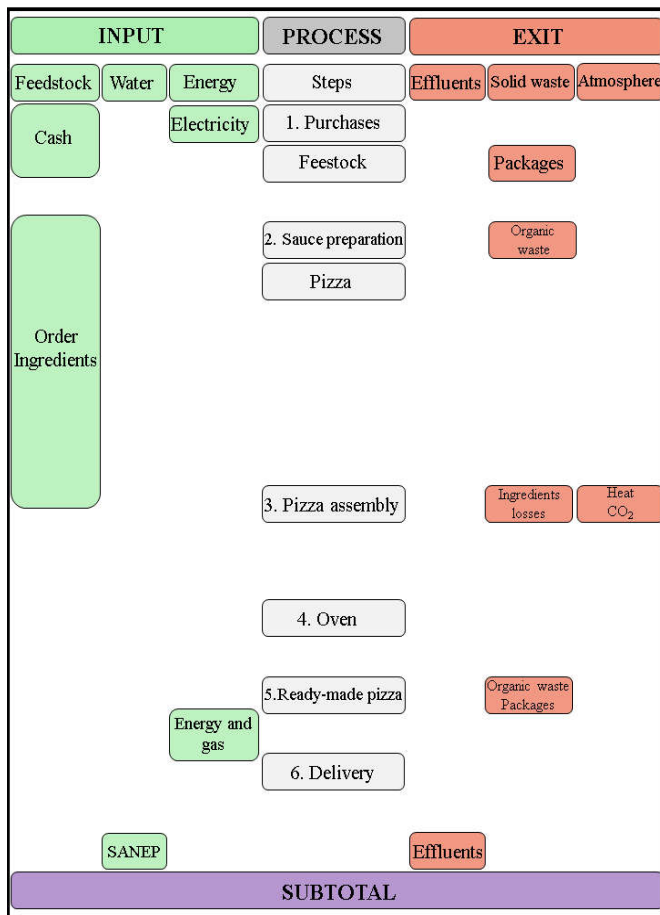 INPUT
PROCESS
EXIT
Feedstock
Water
Energy
Steps
Effluents
Solid waste
Atmosphere
Cash
Electricity
1. Purchases
Feestock
Packages
Order
Ingredients
2. Sauce preparation
Organic
waste
Pizza
3. Pizza assembly
Ingredients
losses
Heat
CO₂
4. Oven
5.Ready-made pizza
Organic waste
Packages
Energy and
gas
6. Delivery
SANEP
Effluents
SUBTOTAL